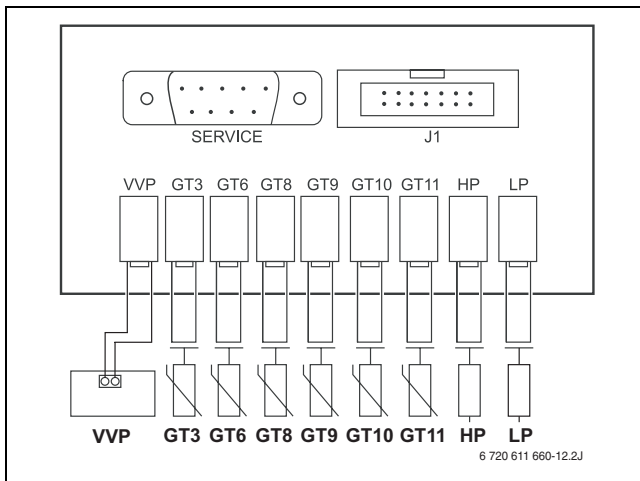 SERVICE J1
VVP GT3 GT6 GT8 GT9 GT10 GT11 HP LP
VVP GT3 GT6 GT8 GT9 GT10 GT11 HP LP
6 720 611 660-12.2J